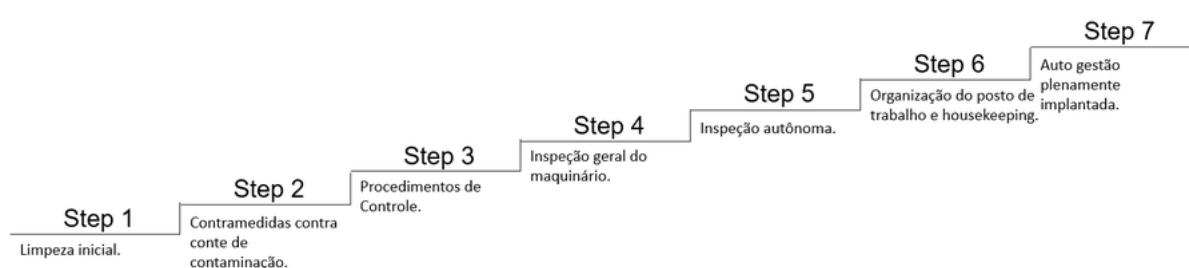 Step 1
Limpeza inicial.
Step 2
Contramedidas contra
conte de
contaminação.
Step 3
Procedimentos de
Controle.
Step 4
Inspeção geral do
maquinário.
Step 5
Inspeção autônoma.
Step 6
Organização do posto de
trabalho e housekeeping.
Step 7
Auto gestão
plenamente
implantada.